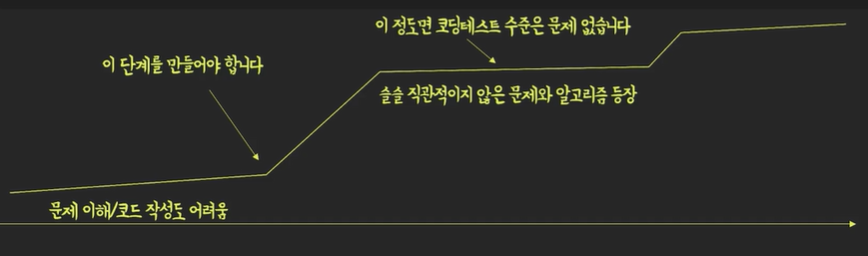 이 정도면 코딩테스트 수준은 문제 없습니다
이 단계를 만들어야 합니다
슬슬 직관적이지 않은 문제와 알고리즘 등장
문제 이해/코드 작성도 어려움